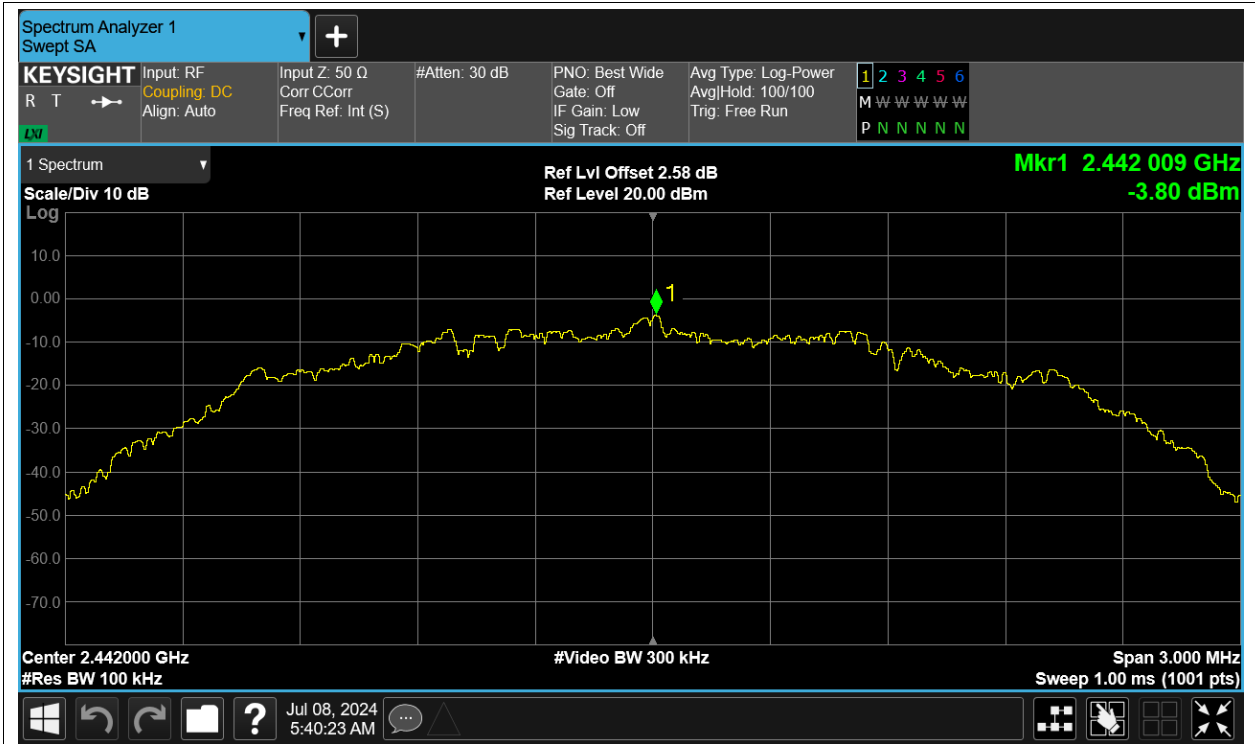 Spectrum Analyzer 1
Swept SA
KEYSIGHT
R T
LXI
Input: RF
Coupling: DC
Align: Auto
Input Z: 50 Ω
Corr CCorr
Freq Ref: Int (S)
#Atten: 30 dB
PNO: Best Wide
Gate: Off
IF Gain: Low
Sig Track: Off
Avg Type: Log-Power
Avg|Hold: 100/100
Trig: Free Run
1 2 3 4 5 6
M W W W W W
P N N N N N
1 Spectrum
Scale/Div 10 dB
Log
Ref Lvl Offset 2.58 dB
Ref Level 20.00 dBm
Mkr1 2.442 009 GHz
-3.80 dBm
10.0
0.00
1
-10.0
-20.0
-30.0
-40.0
-50.0
-60.0
-70.0
Center 2.442000 GHz
#Video BW 300 kHz
Span 3.000 MHz
#Res BW 100 kHz
Sweep 1.00 ms (1001 pts)
?
Jul 08, 2024
5:40:23 AM